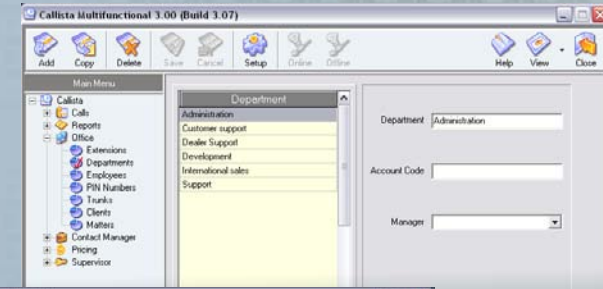 Callista Multifunctional 3.00 (Build 3.07)
Add Copy Delete Save Cancel Setup Online Offline Help View Close
Main Menu
Callista
Calls
Reports
Office
Extensions
Departments
Employees
PIN Numbers
Trunks
Clients
Matters
Contact Manager
Pricing
Supervisor
Department
Administration
Customer support
Dealer Support
Development
International sales
Support
Department Administration
Account Code
Manager